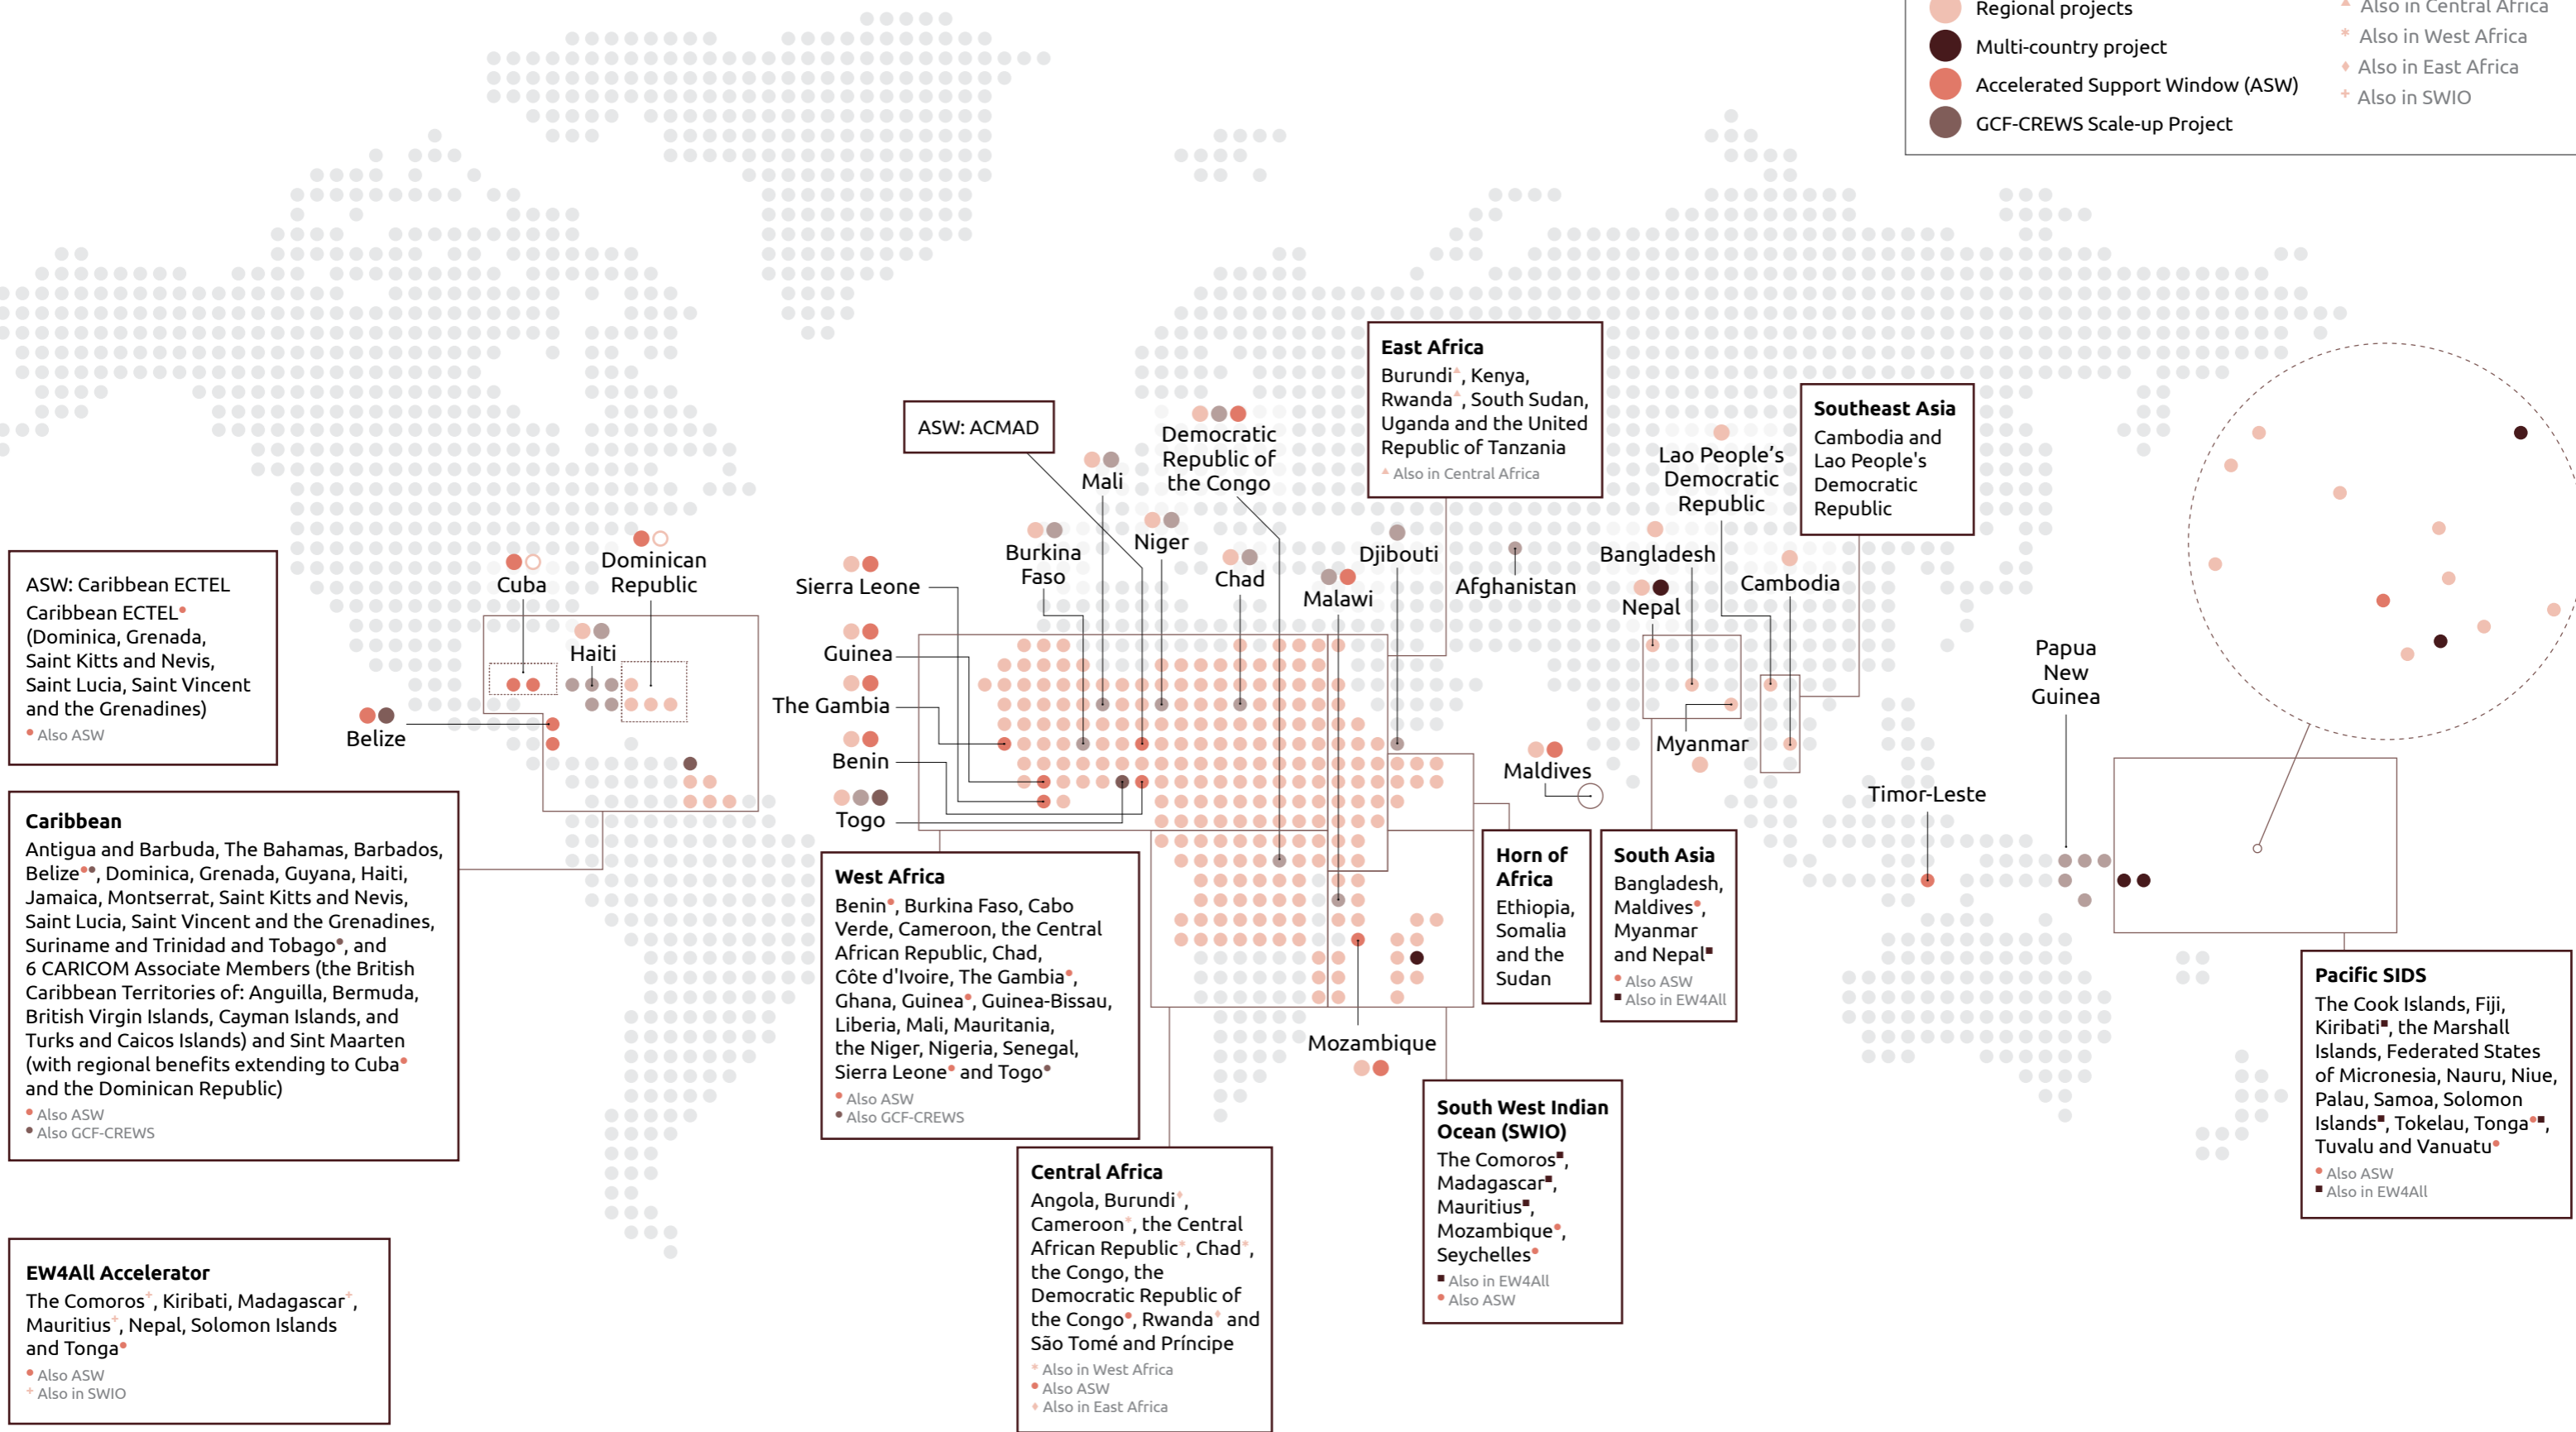 Regional projects
Multi-country project
Accelerated Support Window (ASW)
GCF-CREWS Scale-up Project
▲ Also in Central Africa
* Also in West Africa
♦ Also in East Africa
+ Also in SWIO
East Africa
Burundi▲, Kenya,
Rwanda▲, South Sudan,
Uganda and the United
Republic of Tanzania
▲ Also in Central Africa
Southeast Asia
Cambodia and
Lao People's
Democratic
Republic
ASW: ACMAD
Mali
Democratic
Republic of
the Congo
Lao People’s
Democratic
Republic
Burkina
Faso
Niger
Chad
Malawi
Djibouti
Afghanistan
Bangladesh
Nepal
Cambodia
Myanmar
Maldives
Timor-Leste
Papua
New
Guinea
Sierra Leone
Guinea
The Gambia
Benin
Togo
Mozambique
Cuba
Dominican
Republic
Haiti
Belize
ASW: Caribbean ECTEL
Caribbean ECTEL●
(Dominica, Grenada,
Saint Kitts and Nevis,
Saint Lucia, Saint Vincent
and the Grenadines)
● Also ASW
Caribbean
Antigua and Barbuda, The Bahamas, Barbados,
Belize●●, Dominica, Grenada, Guyana, Haiti,
Jamaica, Montserrat, Saint Kitts and Nevis,
Saint Lucia, Saint Vincent and the Grenadines,
Suriname and Trinidad and Tobago●, and
6 CARICOM Associate Members (the British
Caribbean Territories of: Anguilla, Bermuda,
British Virgin Islands, Cayman Islands, and
Turks and Caicos Islands) and Sint Maarten
(with regional benefits extending to Cuba●
and the Dominican Republic)
● Also ASW
● Also GCF-CREWS
EW4All Accelerator
The Comoros+, Kiribati, Madagascar+,
Mauritius+, Nepal, Solomon Islands
and Tonga●
● Also ASW
+ Also in SWIO
West Africa
Benin●, Burkina Faso, Cabo
Verde, Cameroon, the Central
African Republic, Chad,
Côte d'Ivoire, The Gambia●,
Ghana, Guinea●, Guinea-Bissau,
Liberia, Mali, Mauritania,
the Niger, Nigeria, Senegal,
Sierra Leone● and Togo●
● Also ASW
● Also GCF-CREWS
Central Africa
Angola, Burundi♦,
Cameroon*, the Central
African Republic*, Chad*,
the Congo, the
Democratic Republic of
the Congo●, Rwanda♦ and
São Tomé and Príncipe
* Also in West Africa
● Also ASW
♦ Also in East Africa
Horn of
Africa
Ethiopia,
Somalia
and the
Sudan
South Asia
Bangladesh,
Maldives●,
Myanmar
and Nepal■
● Also ASW
■ Also in EW4All
South West Indian
Ocean (SWIO)
The Comoros■,
Madagascar■,
Mauritius■,
Mozambique●,
Seychelles●
■ Also in EW4All
● Also ASW
Pacific SIDS
The Cook Islands, Fiji,
Kiribati■, the Marshall
Islands, Federated States
of Micronesia, Nauru, Niue,
Palau, Samoa, Solomon
Islands■, Tokelau, Tonga●■,
Tuvalu and Vanuatu●
● Also ASW
■ Also in EW4All